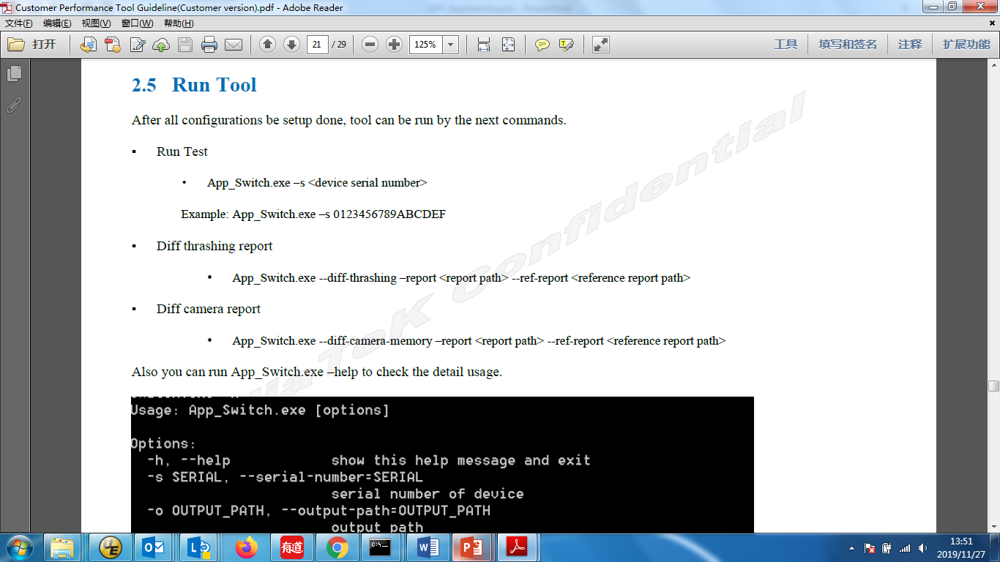 Customer Performance Tool Guideline(Customer version).pdf - Adobe Reader
文件(F) 编辑(E) 视图(V) 窗口(W) 帮助(H)
打开 21 / 29 125% 工具 填写和签名 注释 扩展功能
2.5 Run Tool
After all configurations be setup done, tool can be run by the next commands.
▪ Run Test
• App_Switch.exe –s <device serial number>
Example: App_Switch.exe –s 0123456789ABCDEF
▪ Diff thrashing report
• App_Switch.exe --diff-thrashing –report <report path> --ref-report <reference report path>
▪ Diff camera report
• App_Switch.exe --diff-camera-memory –report <report path> --ref-report <reference report path>
Also you can run App_Switch.exe –help to check the detail usage.
Usage: App_Switch.exe [options]
Options:
-h, --help show this help message and exit
-s SERIAL, --serial-number=SERIAL
serial number of device
-o OUTPUT_PATH, --output-path=OUTPUT_PATH
output path
diaTeK Confidential
有道
13:51
2019/11/27